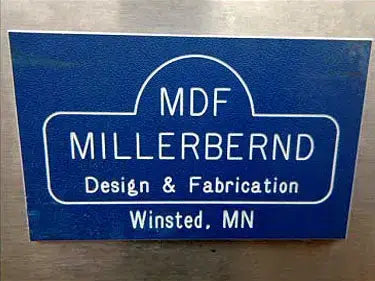 MDF
MILLERBERND
Design & Fabrication
Winsted, MN